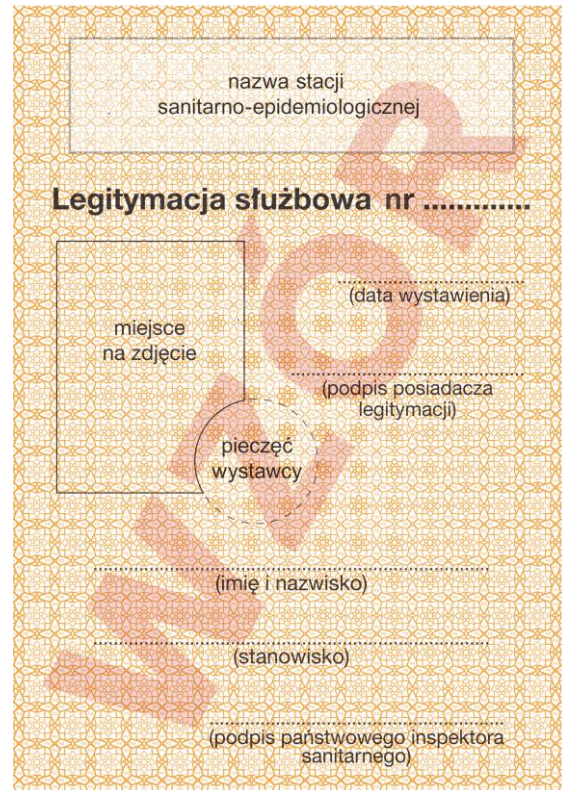 nazwa stacji
sanitarno-epidemiologicznej
Legitymacja służbowa nr .............
(data wystawienia)
miejsce
na zdjęcie
(podpis posiadacza
legitymacji)
pieczęć
wystawcy
(imię i nazwisko)
(stanowisko)
(podpis państwowego inspektora
sanitarnego)
WZÓR